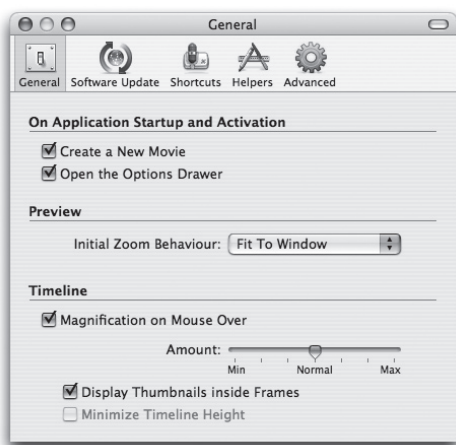 General
General Software Update Shortcuts Helpers Advanced
On Application Startup and Activation
Create a New Movie
Open the Options Drawer
Preview
Initial Zoom Behaviour: Fit To Window
Timeline
Magnification on Mouse Over
Amount:
Min Normal Max
Display Thumbnails inside Frames
Minimize Timeline Height